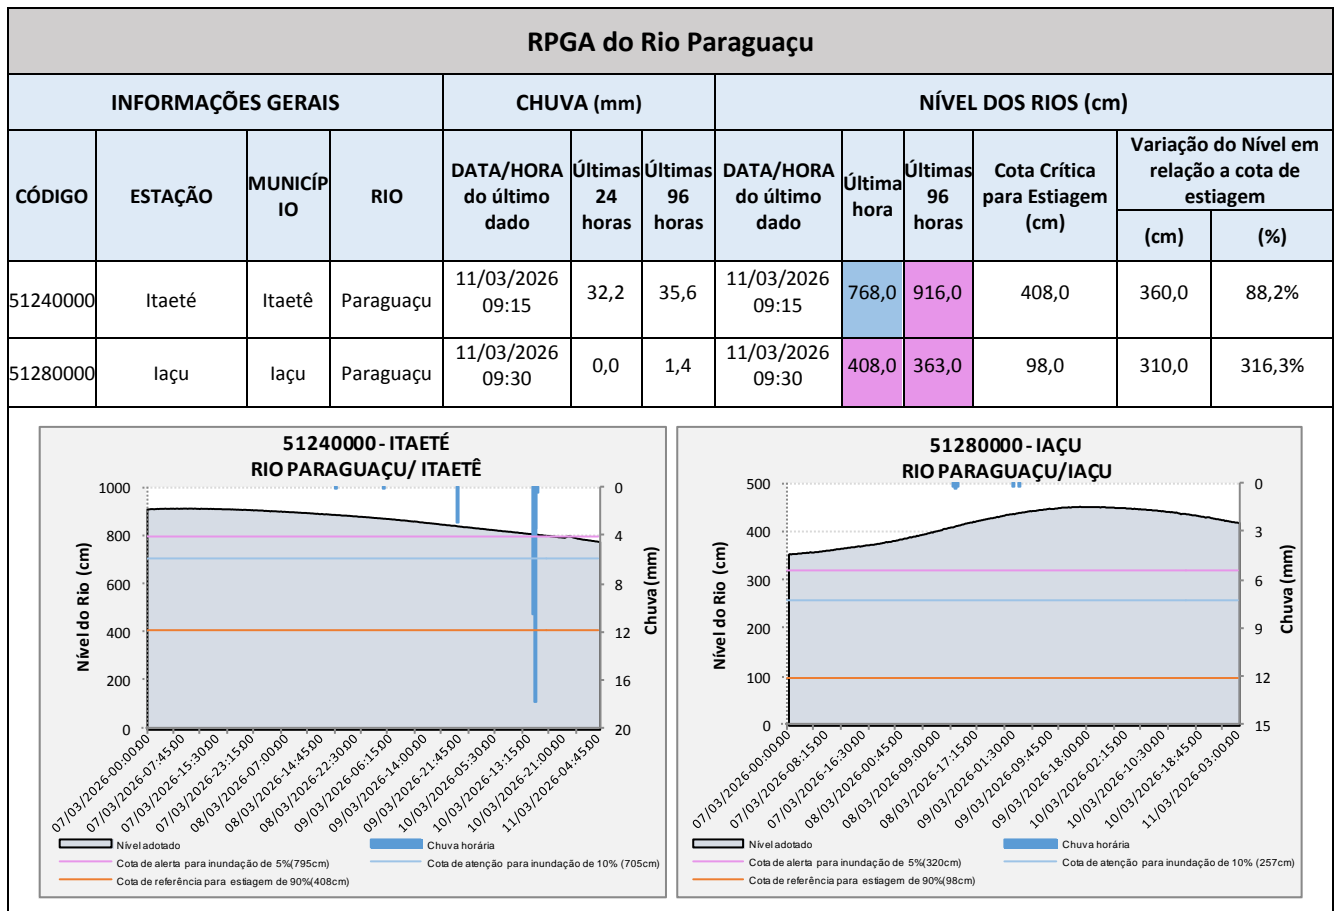 RPGA do Rio Paraguaçu
INFORMAÇÕES GERAIS CHUVA (mm) NÍVEL DOS RIOS (cm)
CÓDIGO ESTAÇÃO MUNICÍP IO RIO DATA/HORA do último dado Últimas 24 horas Últimas 96 horas DATA/HORA do último dado Última hora Últimas 96 horas Cota Crítica para Estiagem (cm) Variação do Nível em relação a cota de estiagem
(cm) (%)
51240000 Itaeté Itaetê Paraguaçu 11/03/2026 09:15 32,2 35,6 11/03/2026 09:15 768,0 916,0 408,0 360,0 88,2%
51280000 Iaçu Iaçu Paraguaçu 11/03/2026 09:30 0,0 1,4 11/03/2026 09:30 408,0 363,0 98,0 310,0 316,3%
51240000 - ITAETÉ
RIO PARAGUAÇU/ ITAETÊ
Nível do Rio (cm)
1000
800
600
400
200
0
0
4
8
12
16
20
Chuva (mm)
07/03/2026-00:00:00
07/03/2026-07:45:00
07/03/2026-15:30:00
07/03/2026-23:15:00
08/03/2026-07:00:00
08/03/2026-14:45:00
08/03/2026-22:30:00
09/03/2026-06:15:00
09/03/2026-14:00:00
09/03/2026-21:45:00
10/03/2026-05:30:00
10/03/2026-13:15:00
10/03/2026-21:00:00
11/03/2026-04:45:00
Nível adotado
Chuva horária
Cota de alerta para inundação de 5%(795cm)
Cota de atenção para inundação de 10% (705cm)
Cota de referência para estiagem de 90%(408cm)
51280000 - IAÇU
RIO PARAGUAÇU/IAÇU
Nível do Rio (cm)
500
400
300
200
100
0
0
3
6
9
12
15
Chuva (mm)
07/03/2026-00:00:00
07/03/2026-08:15:00
07/03/2026-16:30:00
08/03/2026-00:45:00
08/03/2026-09:00:00
08/03/2026-17:15:00
09/03/2026-01:30:00
09/03/2026-09:45:00
09/03/2026-18:00:00
10/03/2026-02:15:00
10/03/2026-10:30:00
10/03/2026-18:45:00
11/03/2026-03:00:00
Nível adotado
Chuva horária
Cota de alerta para inundação de 5%(320cm)
Cota de atenção para inundação de 10% (257cm)
Cota de referência para estiagem de 90%(98cm)